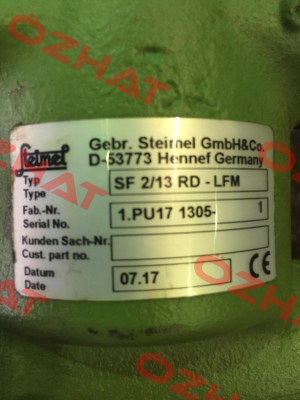 Steimel
Gebr. Steimel GmbH&Co.
D-53773 Hennef Germany
Typ
Type
SF 2/13 RD - LFM
Fab.-Nr.
Serial No.
1.PU17 1305- 1
Kunden Sach-Nr.
Cust. part no.
Datum
Date
07.17
CE
OZHAT
OZHAT
OZHAT
OZHAT